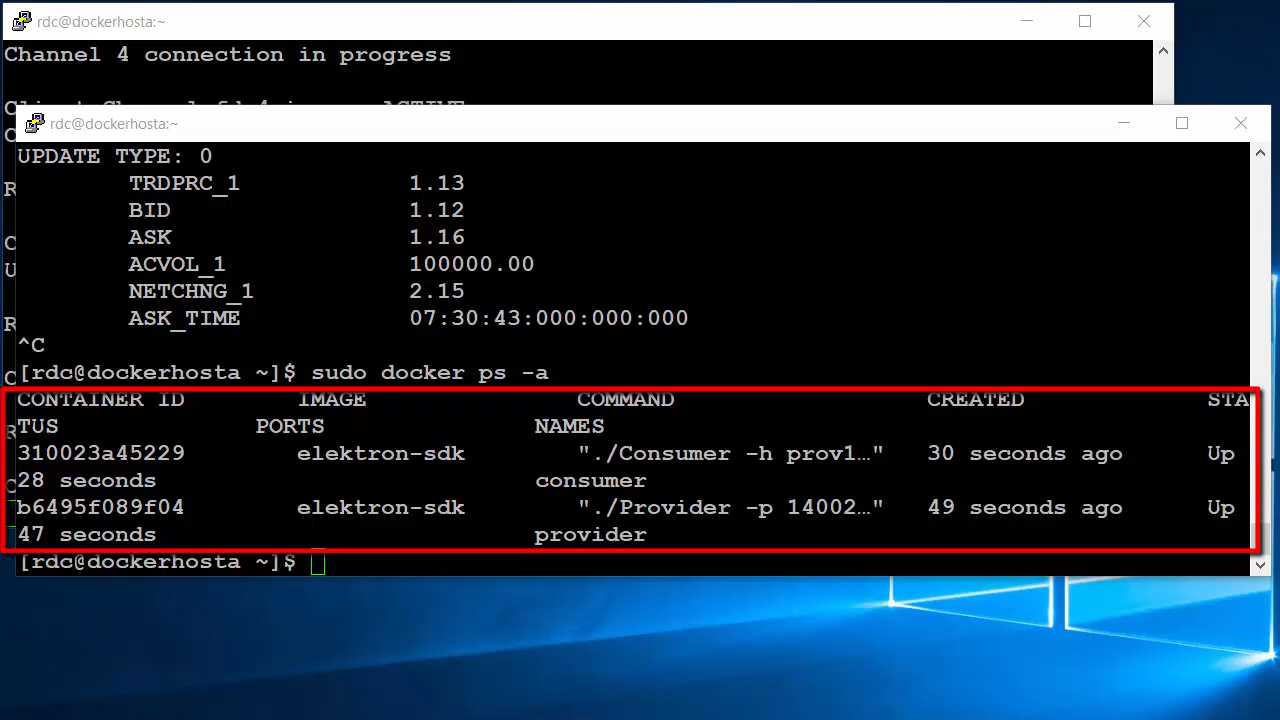 rdc@dockerhosta:~
Channel 4 connection in progress
rdc@dockerhosta:~
UPDATE TYPE: 0
TRDPRC_1 1.13
BID 1.12
ASK 1.16
ACVOL_1 100000.00
NETCHNG_1 2.15
ASK_TIME 07:30:43:000:000:000
^C
[rdc@dockerhosta ~]$ sudo docker ps -a
CONTAINER ID IMAGE COMMAND CREATED STA
TUS PORTS NAMES
310023a45229 elektron-sdk "./Consumer -h prov1…" 30 seconds ago Up
28 seconds consumer
b6495f089f04 elektron-sdk "./Provider -p 14002…" 49 seconds ago Up
47 seconds provider
[rdc@dockerhosta ~]$